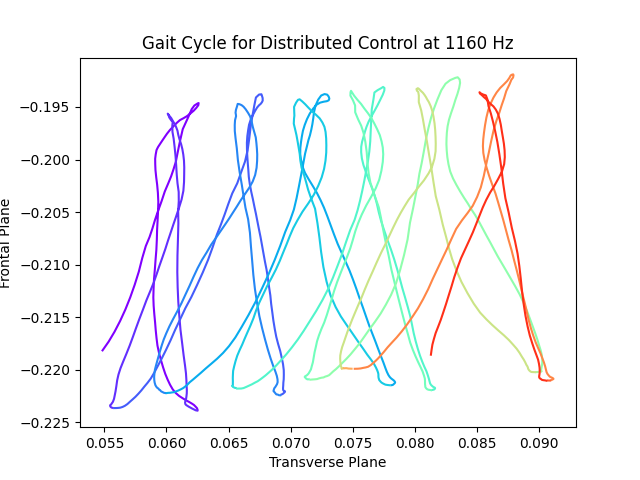 Gait Cycle for Distributed Control at 1160 Hz
Frontal Plane
−0.195
−0.200
−0.205
−0.210
−0.215
−0.220
−0.225
0.055 0.060 0.065 0.070 0.075 0.080 0.085 0.090
Transverse Plane